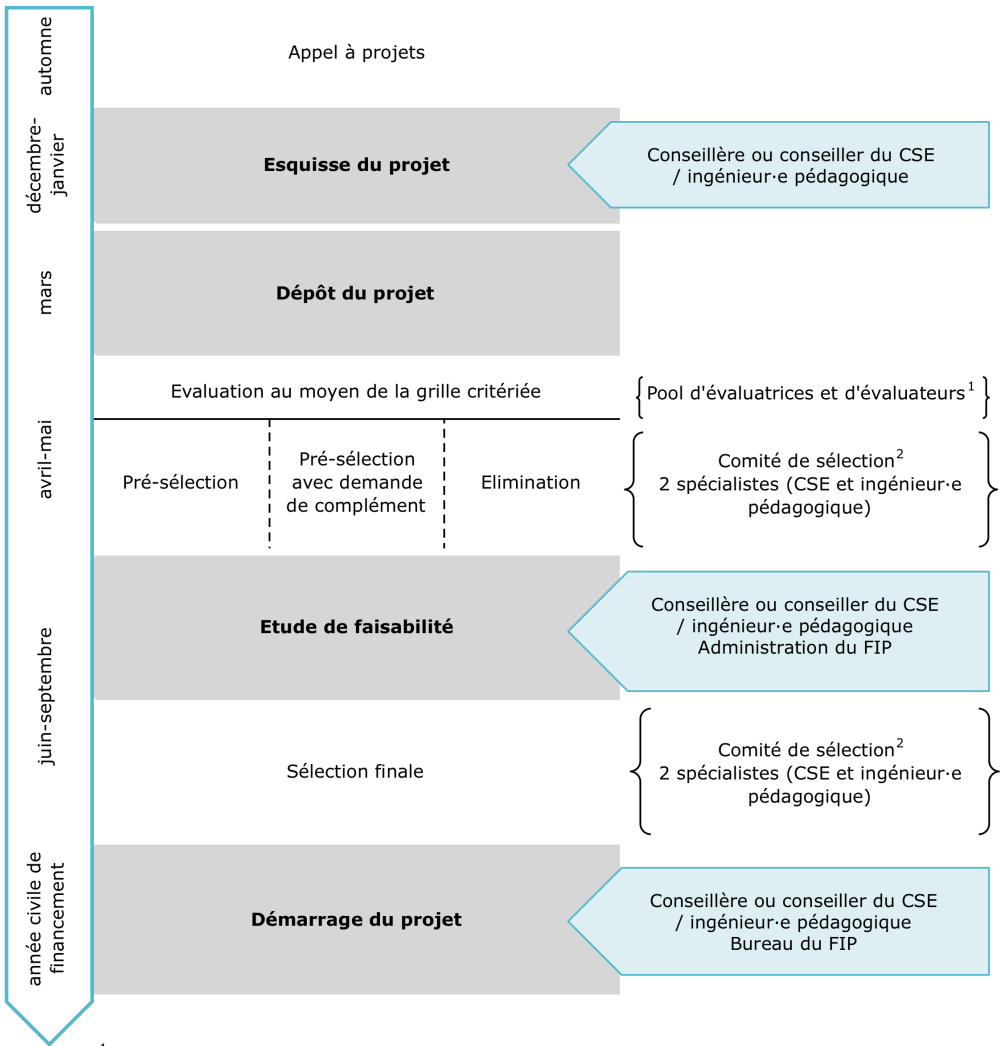 automne
Appel à projets
décembre-
janvier
Esquisse du projet
Conseillère ou conseiller du CSE
/ ingénieur·e pédagogique
mars
Dépôt du projet
avril-mai
Evaluation au moyen de la grille critériée
Pool d'évaluatrices et d'évaluateurs¹
Pré-sélection
Pré-sélection
avec demande
de complément
Elimination
Comité de sélection²
2 spécialistes (CSE et ingénieur·e
pédagogique)
juin-septembre
Etude de faisabilité
Conseillère ou conseiller du CSE
/ ingénieur·e pédagogique
Administration du FIP
Sélection finale
Comité de sélection²
2 spécialistes (CSE et ingénieur·e
pédagogique)
année civile de
financement
Démarrage du projet
Conseillère ou conseiller du CSE
/ ingénieur·e pédagogique
Bureau du FIP